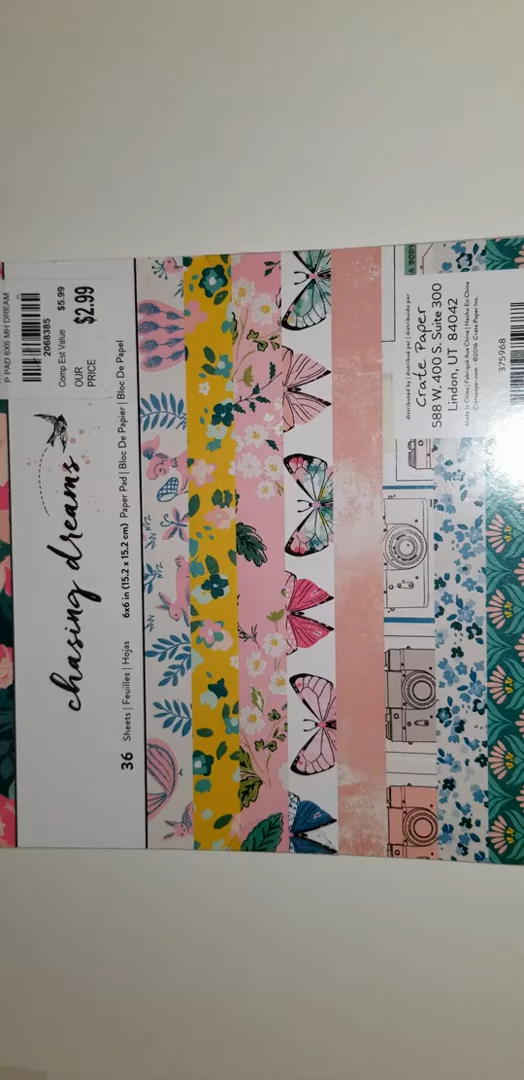 P PAD 6X6 MH DREAM
2068385
Comp Est Value $5.99
OUR
PRICE $2.99
chasing dreams
36 Sheets | Feuilles | Hojas 6x6 in (15.2 x 15.2 cm) Paper Pad | Bloc De Papier | Bloc De Papel
distributed by | distribué par | distribuido por
Crate Paper
588 W. 400 S. Suite 300
Lindon, UT 84042
Made In China | Fabriqué Aux Chine | Hecho En China
©2016 Crate Paper Inc.
375968